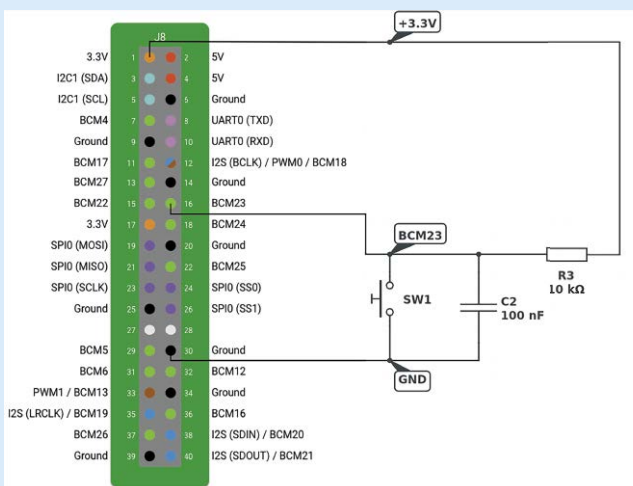 +3.3V
J8
3.3V 1 2 5V
I2C1 (SDA) 3 4 5V
I2C1 (SCL) 5 6 Ground
BCM4 7 8 UART0 (TXD)
Ground 9 10 UART0 (RXD)
BCM17 11 12 I2S (BCLK) / PWM0 / BCM18
BCM27 13 14 Ground
BCM22 15 16 BCM23
3.3V 17 18 BCM24
SPI0 (MOSI) 19 20 Ground
SPI0 (MISO) 21 22 BCM25
SPI0 (SCLK) 23 24 SPI0 (SS0)
Ground 25 26 SPI0 (SS1)
27 28
BCM5 29 30 Ground
BCM6 31 32 BCM12
PWM1 / BCM13 33 34 Ground
I2S (LRCLK) / BCM19 35 36 BCM16
BCM26 37 38 I2S (SDIN) / BCM20
Ground 39 40 I2S (SDOUT) / BCM21
BCM23
R3
10 kΩ
SW1
C2
100 nF
GND